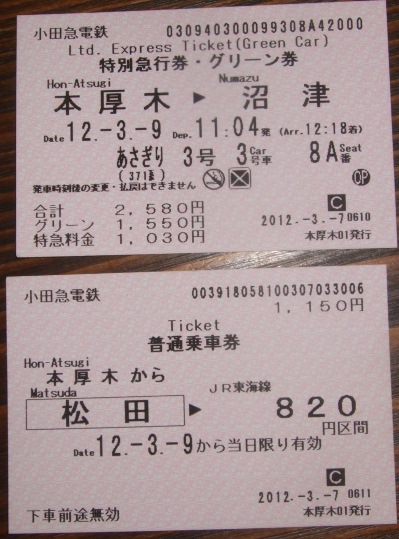 小田急電鉄 030940300099308A42000
Ltd. Express Ticket(Green Car)
特別急行券・グリーン券
Hon-Atsugi Numazu
本厚木 ▶ 沼津
Date 12.-3.-9 Dep. 11:04発 (Arr.12:18着)
あさぎり 3号 3 Car 号車 8A Seat 番
(371系)
発車時刻後の変更・払戻はできません
OP
合計 2,580円
グリーン 1,550円
特急料金 1,030円
C
2012.-3.-7 0610
本厚木01発行
小田急電鉄 003918058100307033006
1,150円
Ticket
普通乗車券
Hon-Atsugi
本厚木から
Matsuda JR東海線
松田 ▶ 820円区間
Date 12.-3.-9から当日限り有効
C
2012.-3.-7 0611
下車前途無効 本厚木01発行